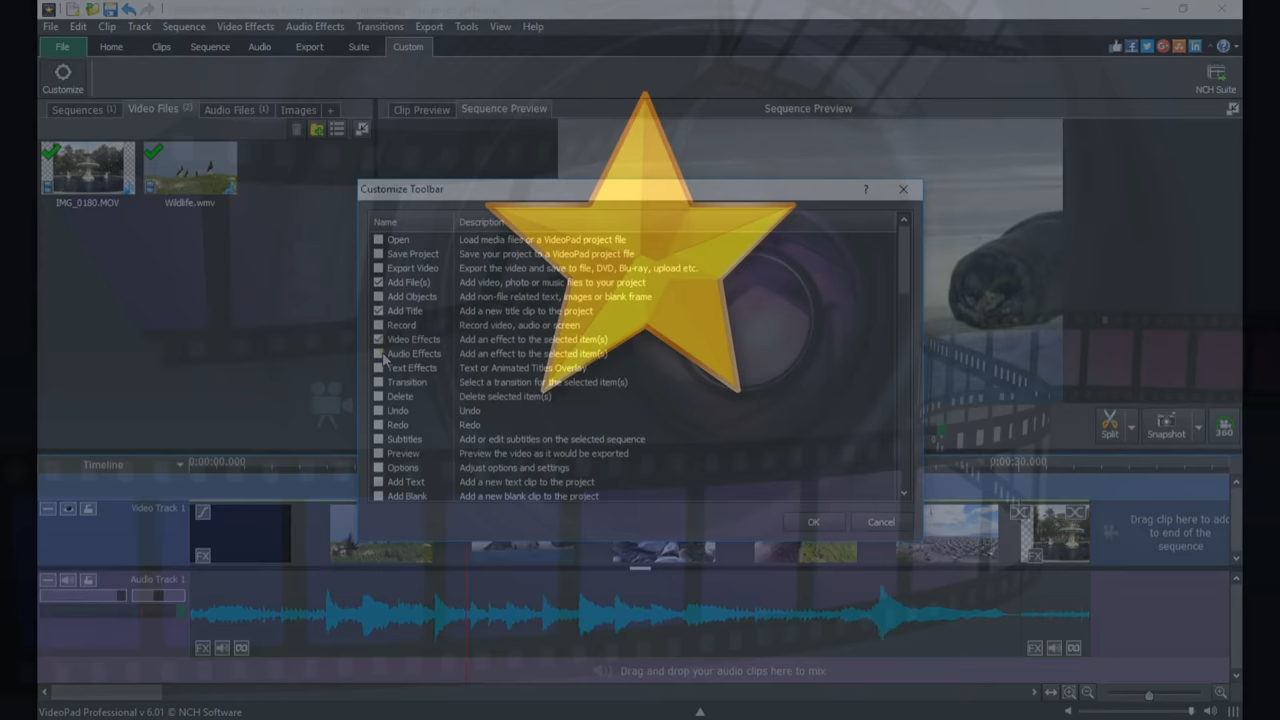 File Edit Clip Track Sequence Video Effects Audio Effects Transitions Export Tools View Help
File Home Clips Sequence Audio Export Suite Custom
Customize
NCH Suite
Sequences (1) Video Files (2) Audio Files (1) Images +
Clip Preview Sequence Preview Sequence Preview
IMG_0180.MOV Wildlife.wmv
Customize Toolbar
Name Description
Open Load media files or a VideoPad project file
Save Project Save your project to a VideoPad project file
Export Video Export the video and save to file, DVD, Blu-ray, upload etc.
Add File(s) Add video, photo or music files to your project
Add Objects Add non-file related text, images or blank frame
Add Title Add a new title clip to the project
Record Record video, audio or screen
Video Effects Add an effect to the selected item(s)
Audio Effects Add an effect to the selected item(s)
Text Effects Text or Animated Titles Overlay
Transition Select a transition for the selected item(s)
Delete Delete selected item(s)
Undo Undo
Redo Redo
Subtitles Add or edit subtitles on the selected sequence
Preview Preview the video as it would be exported
Options Adjust options and settings
Add Text Add a new text clip to the project
Add Blank Add a new blank clip to the project
OK Cancel
Split Snapshot 360
Timeline 0:00:00.000 0:00:30.000
Video Track 1
FX FX
Drag clip here to add
to end of the
sequence
Audio Track 1
FX FX
Drag and drop your audio clips here to mix
VideoPad Professional v 6.01 © NCH Software